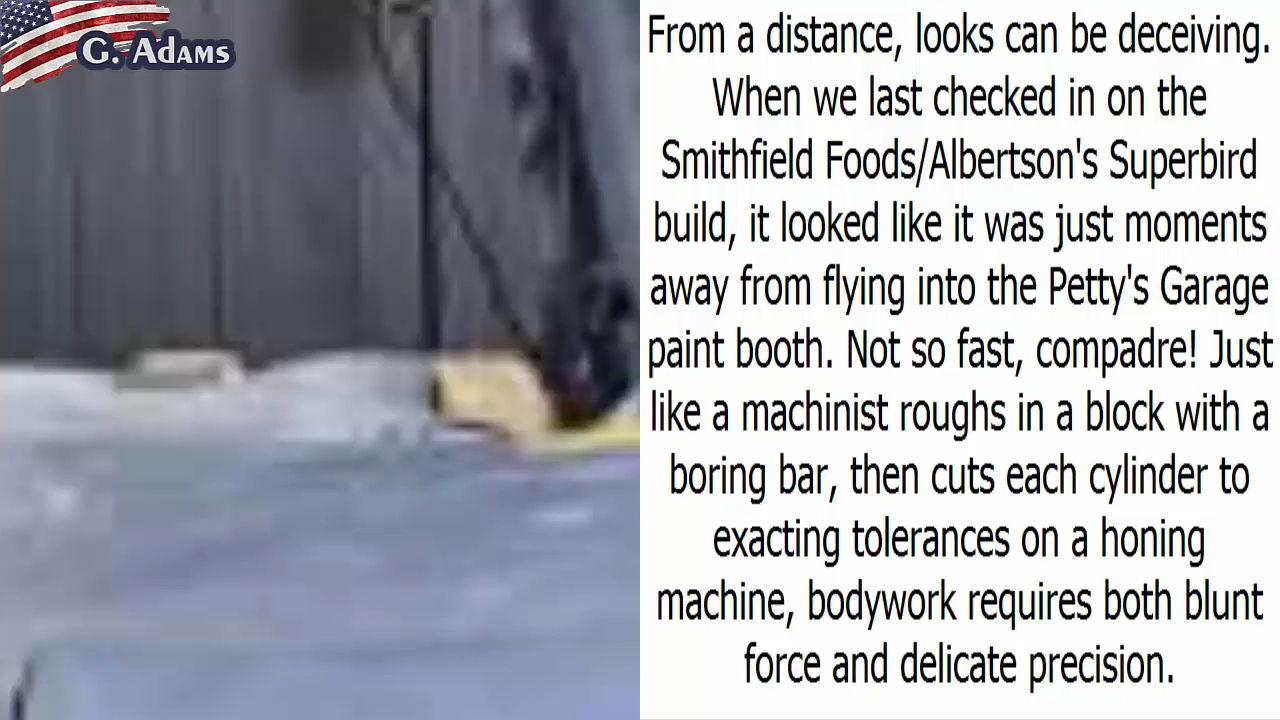 G. Adams
From a distance, looks can be deceiving.
When we last checked in on the
Smithfield Foods/Albertson's Superbird
build, it looked like it was just moments
away from flying into the Petty's Garage
paint booth. Not so fast, compadre! Just
like a machinist roughs in a block with a
boring bar, then cuts each cylinder to
exacting tolerances on a honing
machine, bodywork requires both blunt
force and delicate precision.